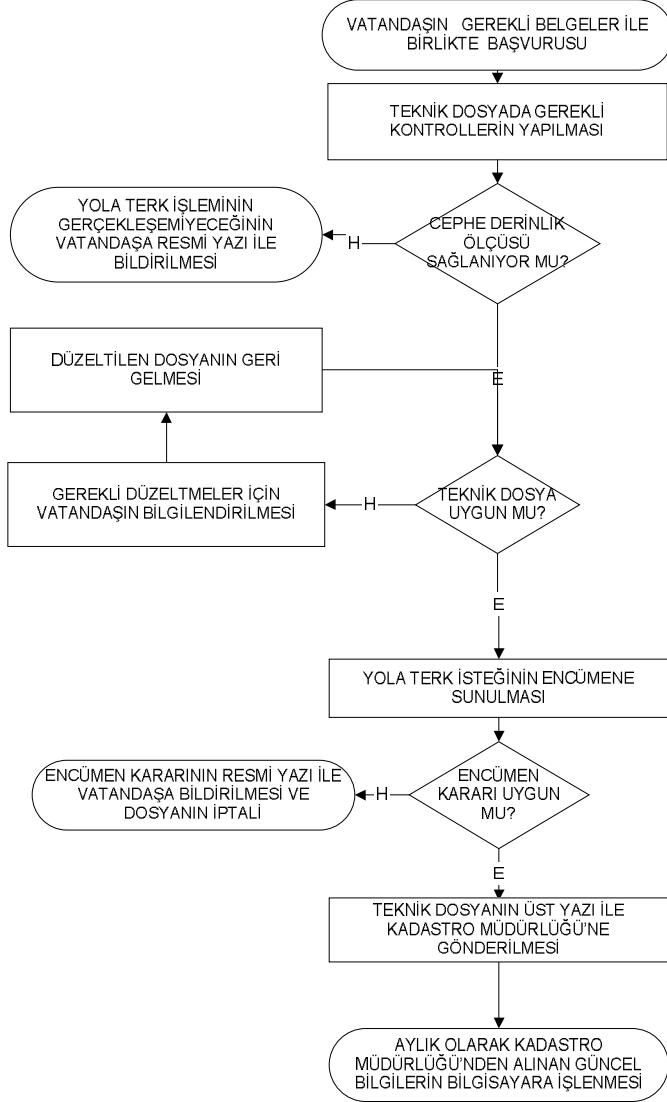 VATANDAŞIN GEREKLİ BELGELER İLE
BİRLİKTE BAŞVURUSU
TEKNİK DOSYADA GEREKLİ
KONTROLLERİN YAPILMASI
YOLA TERK İŞLEMİNİN
GERÇEKLEŞEMİYECEĞİNİN
VATANDAŞA RESMİ YAZI İLE
BİLDİRİLMESİ
H
CEPHE DERİNLİK
ÖLÇÜSÜ
SAĞLANIYOR MU?
DÜZELTİLEN DOSYANIN GERİ
GELMESİ
E
GEREKLİ DÜZELTMELER İÇİN
VATANDAŞIN BİLGİLENDİRİLMESİ
H
TEKNİK DOSYA
UYGUN MU?
E
YOLA TERK İSTEĞİNİN ENCÜMENE
SUNULMASI
ENCÜMEN KARARININ RESMİ YAZI İLE
VATANDAŞA BİLDİRİLMESİ VE
DOSYANIN İPTALİ
H
ENCÜMEN
KARARI UYGUN
MU?
E
TEKNİK DOSYANIN ÜST YAZI İLE
KADASTRO MÜDÜRLÜĞÜ'NE
GÖNDERİLMESİ
AYLIK OLARAK KADASTRO
MÜDÜRLÜĞÜ'NDEN ALINAN GÜNCEL
BİLGİLERİN BİLGİSAYARA İŞLENMESİ